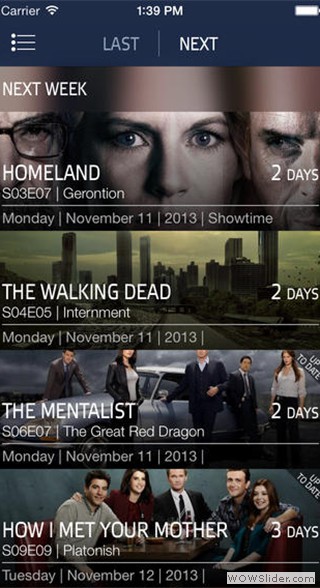 Carrier 1:39 PM
LAST NEXT
NEXT WEEK
HOMELAND 2 DAYS
S03E07 | Gerontion
Monday | November 11 | 2013 | Showtime
THE WALKING DEAD 2 DAYS
S04E05 | Internment
Monday | November 11 | 2013 |
UP TO DATE
THE MENTALIST 2 DAYS
S06E07 | The Great Red Dragon
Monday | November 11 | 2013 |
UP TO DATE
HOW I MET YOUR MOTHER 3 DAYS
S09E09 | Platonish
Tuesday | November 12 | 2013 |
WOWSlider.com